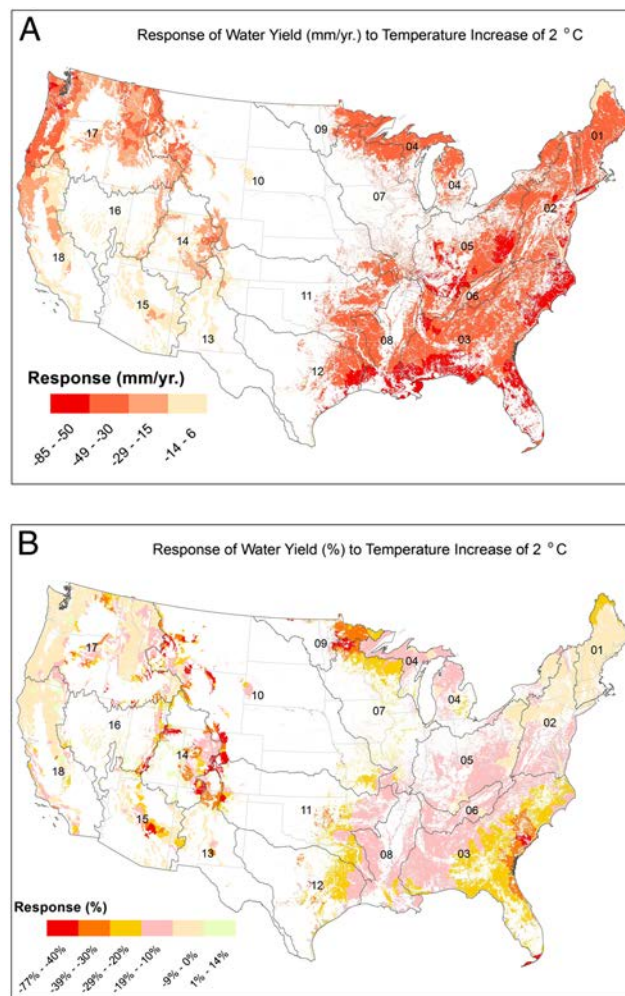 A
Response of Water Yield (mm/yr.) to Temperature Increase of 2 °C
09
01
17
04
10
04
02
07
16
05
14
18
06
15
11
03
13
08
12
Response (mm/yr.)
-85 - -50
-49 - -30
-29 - -15
-14 - 6
B
Response of Water Yield (%) to Temperature Increase of 2 °C
09
01
17
04
10
04
02
07
16
05
14
18
06
11
15
03
13
08
12
Response (%)
-77% - -40%
-39% - -30%
-29% - -20%
-19% - -10%
-9% - 0%
1% - 14%